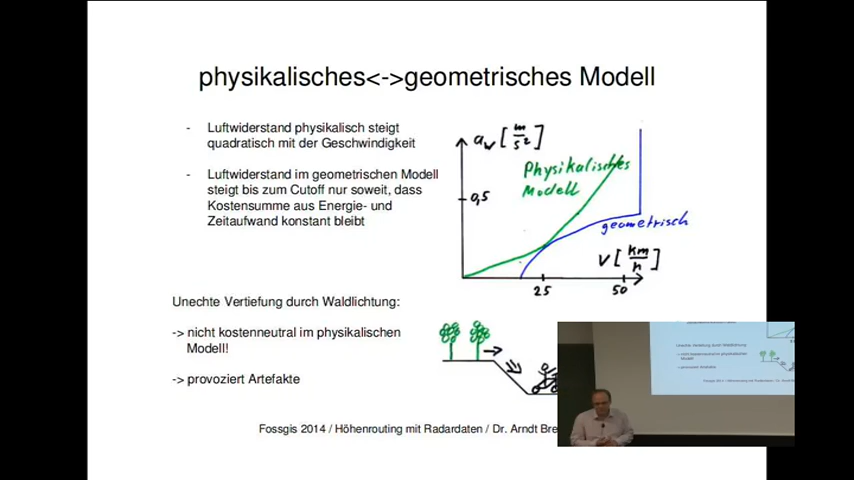 physikalisches<->geometrisches Modell
- Luftwiderstand physikalisch steigt
quadratisch mit der Geschwindigkeit
- Luftwiderstand im geometrischen Modell
steigt bis zum Cutoff nur soweit, dass
Kostensumme aus Energie- und
Zeitaufwand konstant bleibt
aw [m/s²]
Physikalisches
Modell
0,5
geometrisch
v [km/h]
25 50
Unechte Vertiefung durch Waldlichtung:
-> nicht kostenneutral im physikalischen
Modell!
-> provoziert Artefakte
Fossgis 2014 / Höhenrouting mit Radardaten / Dr. Arndt